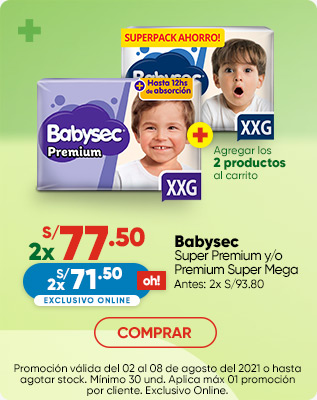 SUPERPACK AHORRO!
Babysec
+ Hasta 12hs
de absorción
Babysec
Premium
XXG
XXG
+
Agregar los
2 productos
al carrito
2x S/77.50
2x S/71.50 oh!
EXCLUSIVO ONLINE
Babysec
Super Premium y/o
Premium Super Mega
Antes: 2x S/93.80
COMPRAR
Promoción válida del 02 al 08 de agosto del 2021 o hasta
agotar stock. Mínimo 30 und. Aplica máx 01 promoción
por cliente. Exclusivo Online.